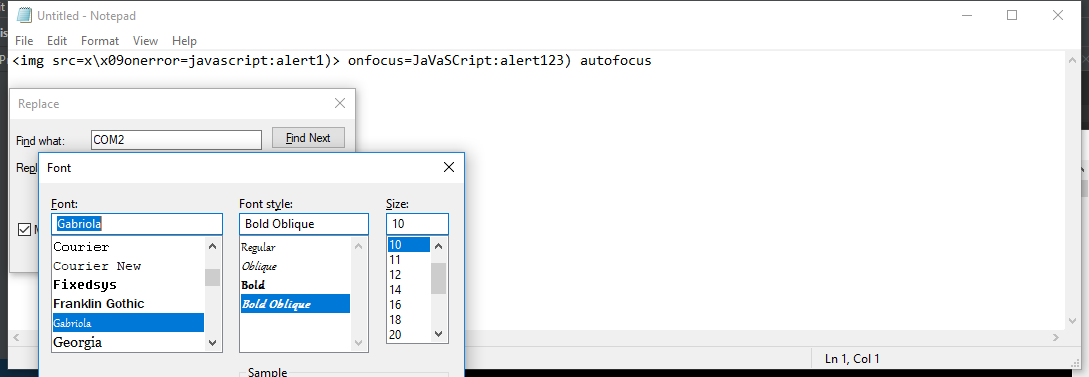 Untitled - Notepad
File Edit Format View Help
<img src=x\x09onerror=javascript:alert1)> onfocus=JaVaSCript:alert123) autofocus
Replace
Find what: COM2 Find Next
Font
Font: Font style: Size:
Gabriola Bold Oblique 10
Courier
Courier New
Fixedsys
Franklin Gothic
Gabriola
Georgia
Regular
Oblique
Bold
Bold Oblique
10
11
12
14
16
18
20
Sample
Ln 1, Col 1